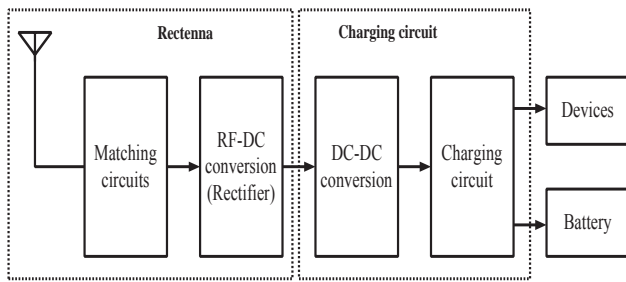 Rectenna
Charging circuit
Matching
circuits
RF-DC
conversion
(Rectifier)
DC-DC
conversion
Charging
circuit
Devices
Battery